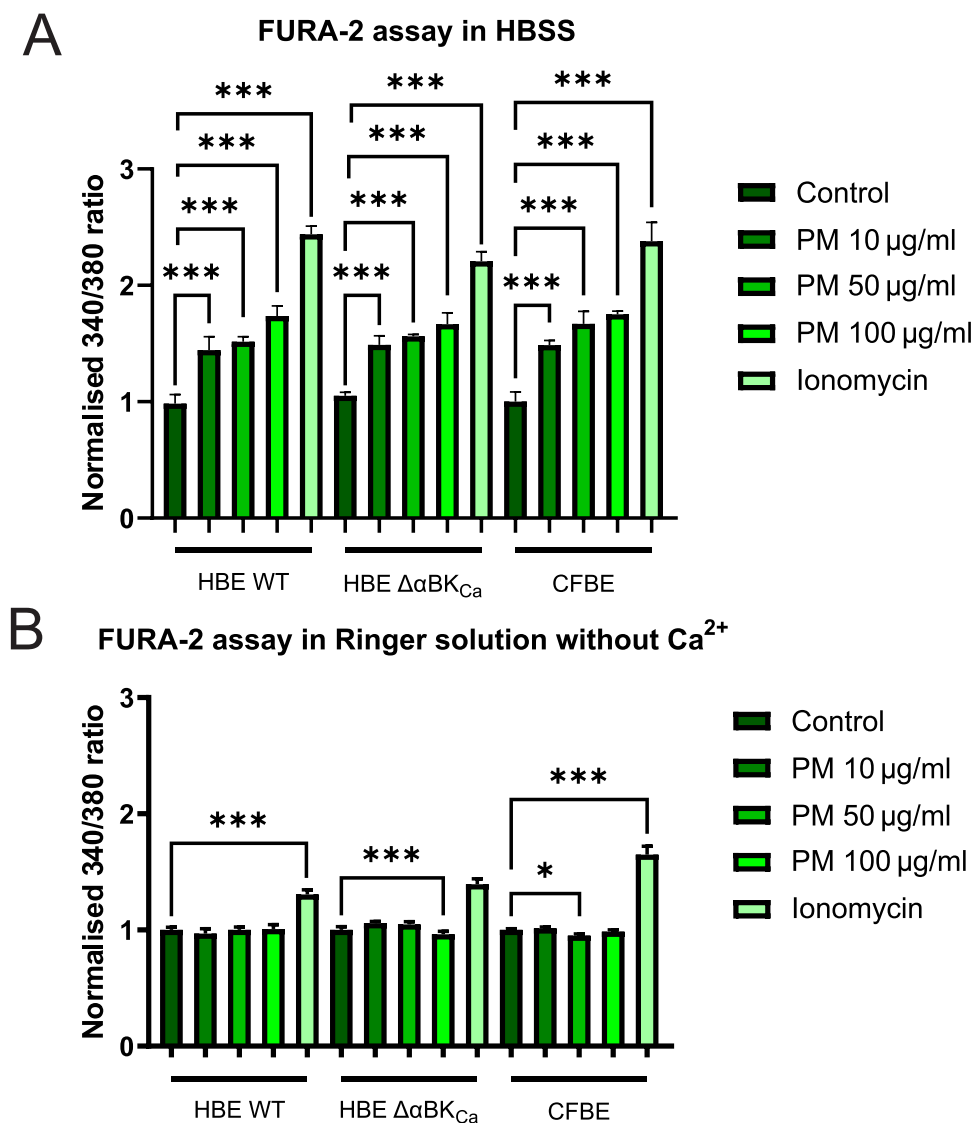 A
FURA-2 assay in HBSS
Normalised 340/380 ratio
3
2
1
0
*** *** *** ***
*** *** *** ***
*** *** *** ***
HBE WT
HBE ΔαBKCa
CFBE
Control
PM 10 µg/ml
PM 50 µg/ml
PM 100 µg/ml
Ionomycin
B
FURA-2 assay in Ringer solution without Ca2+
Normalised 340/380 ratio
3
2
1
0
***
***
* ***
HBE WT
HBE ΔαBKCa
CFBE
Control
PM 10 µg/ml
PM 50 µg/ml
PM 100 µg/ml
Ionomycin